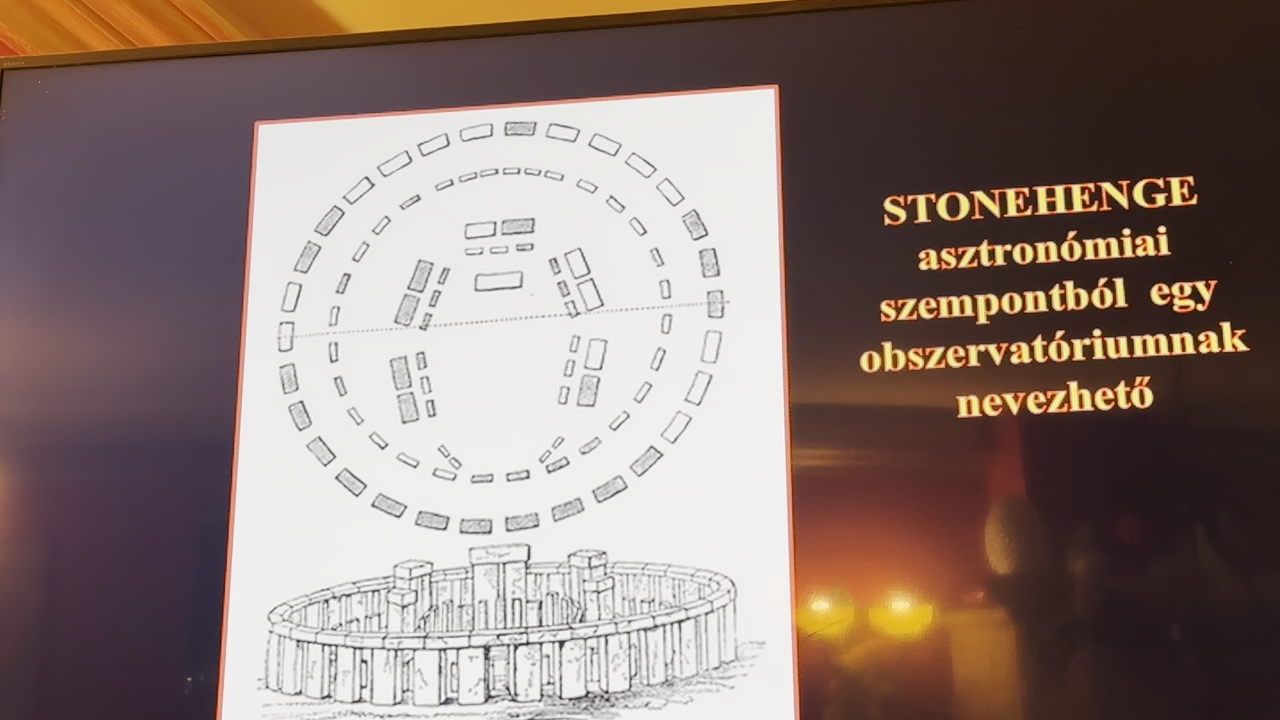 STONEHENGE
asztronómiai
szempontból egy
obszervatóriumnak
nevezhető